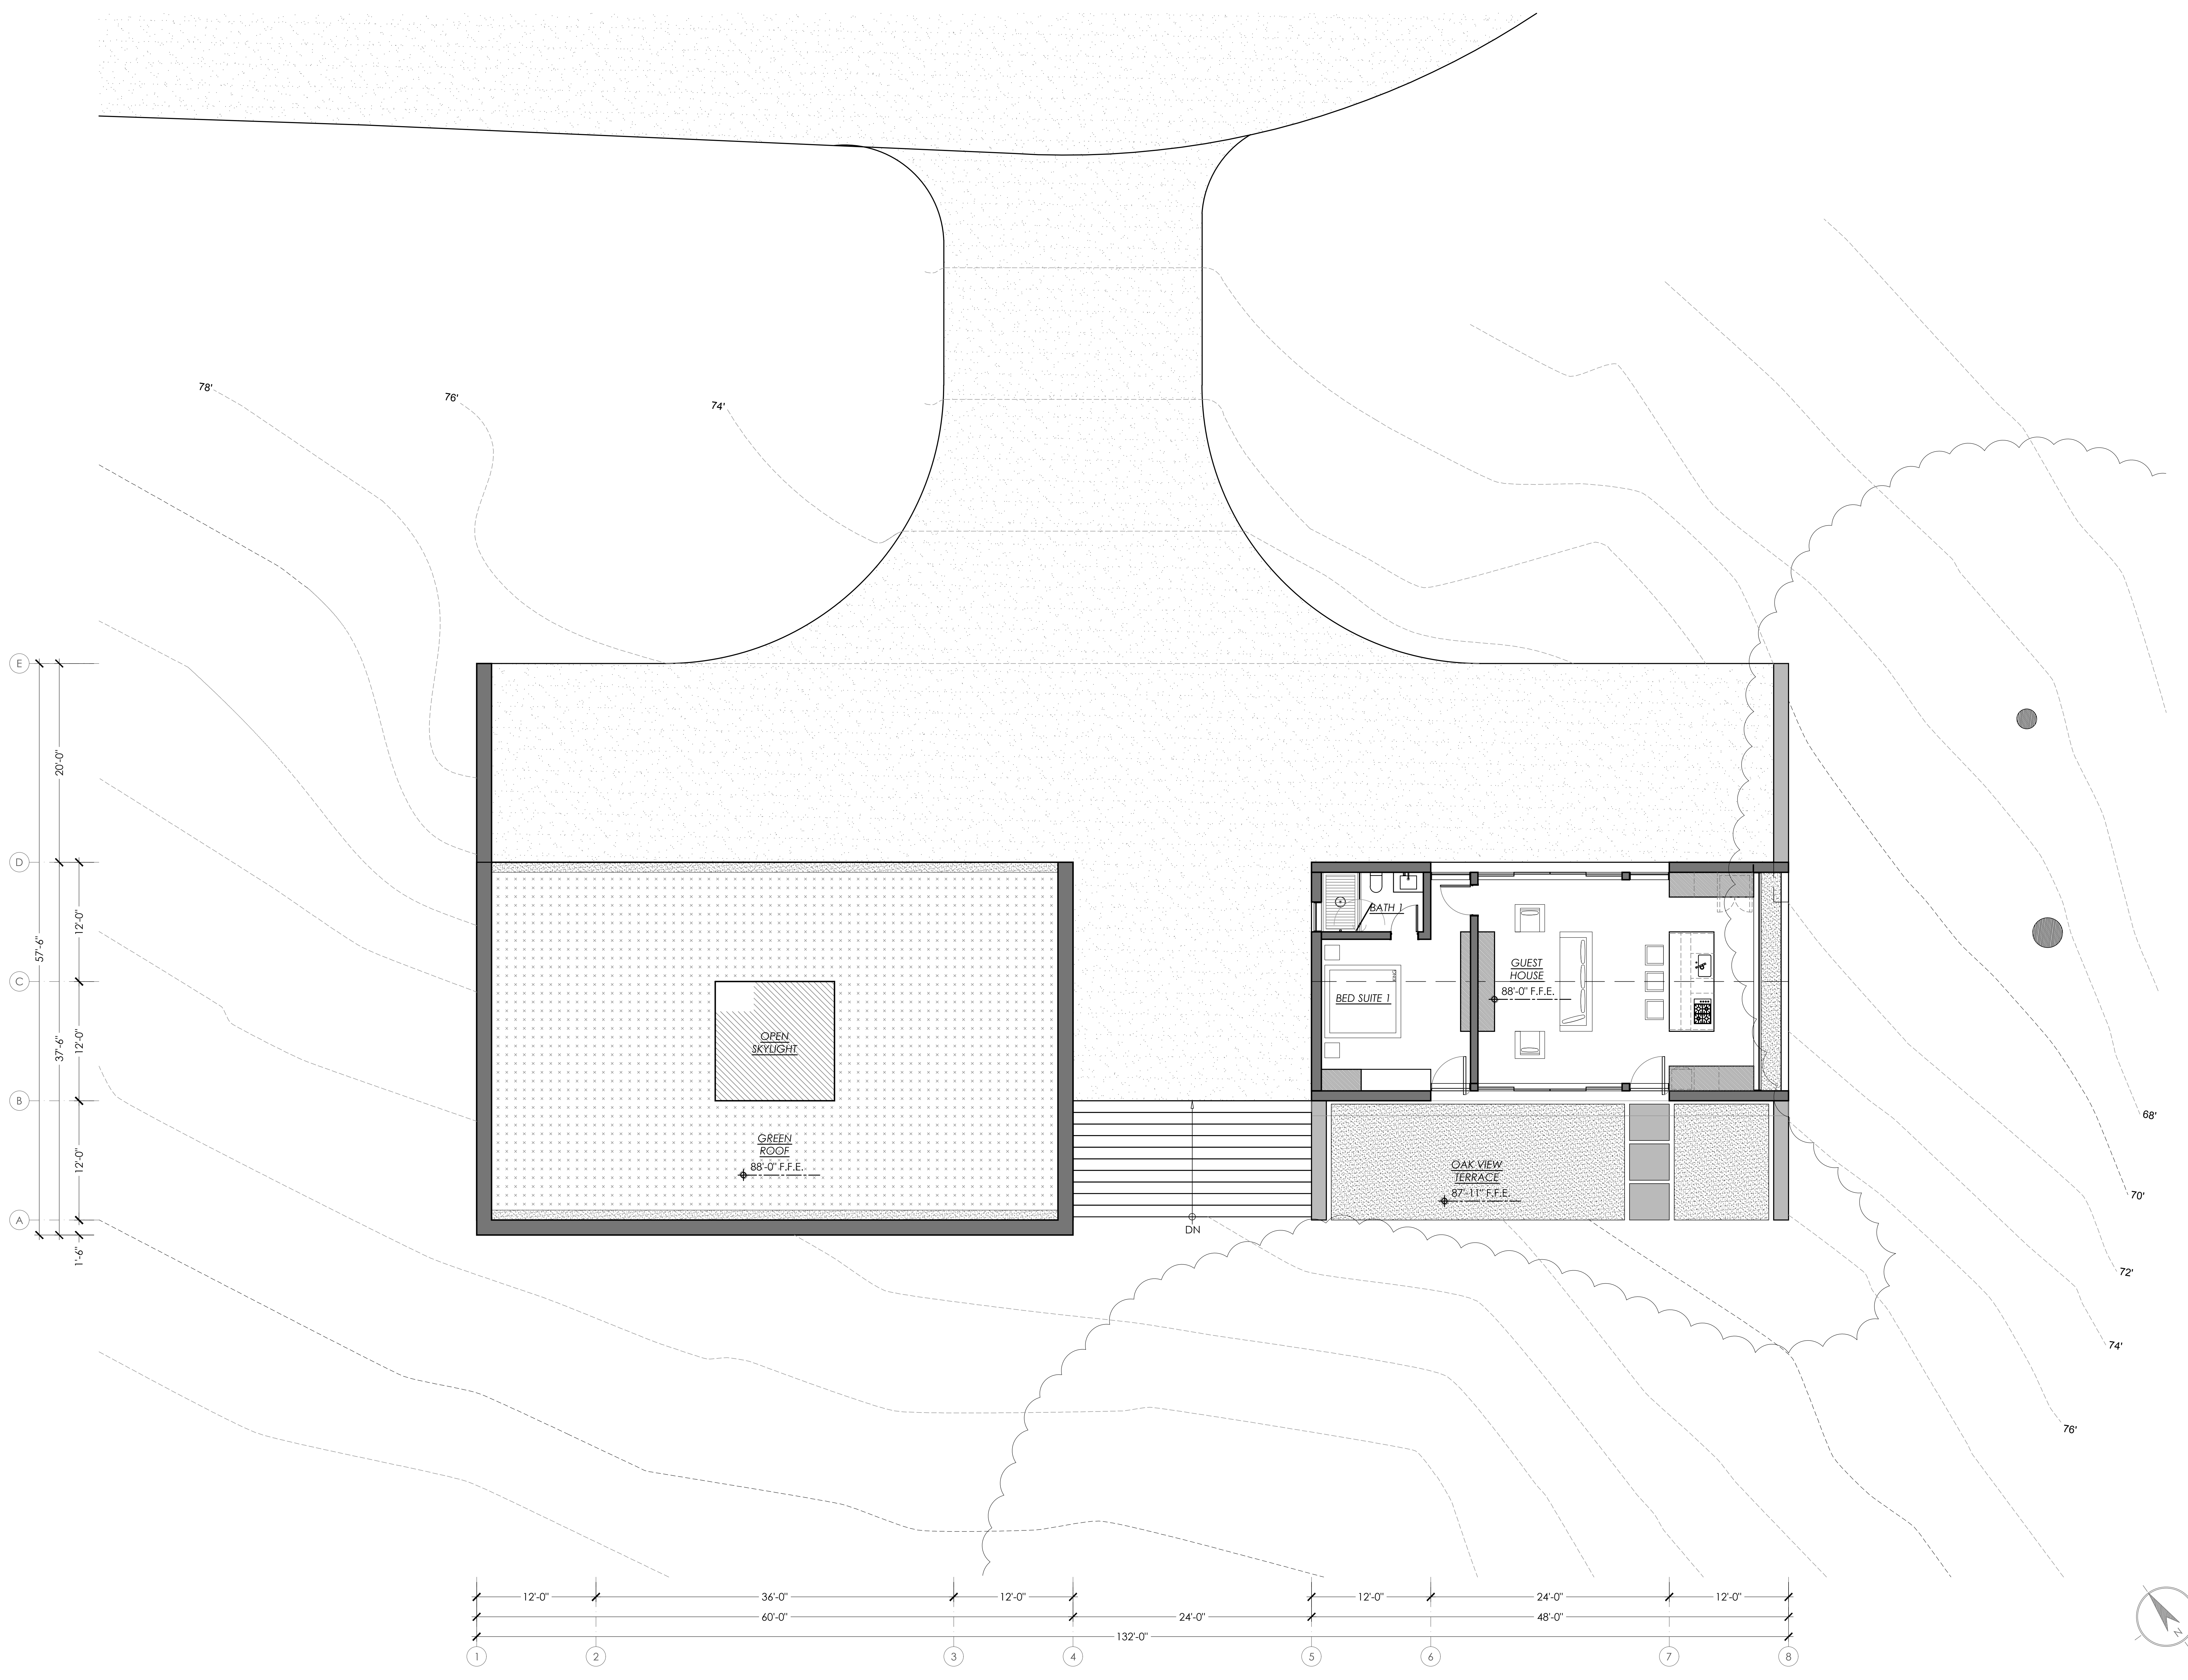 78'
76'
74'
E
20'-0"
D
BATH 1
12'-0"
57'-6"
GUEST
HOUSE
C
88'-0" F.F.E.
BED SUITE 1
OPEN
SKYLIGHT
12'-0"
37'-6"
B
68'
GREEN
ROOF
12'-0"
88'-0" F.F.E.
OAK VIEW
TERRACE
87'-11" F.F.E.
70'
A
DN
1'-6"
72'
74'
76'
12'-0"
36'-0"
12'-0"
12'-0"
24'-0"
12'-0"
60'-0"
24'-0"
48'-0"
132'-0"
N
1
2
3
4
5
6
7
8